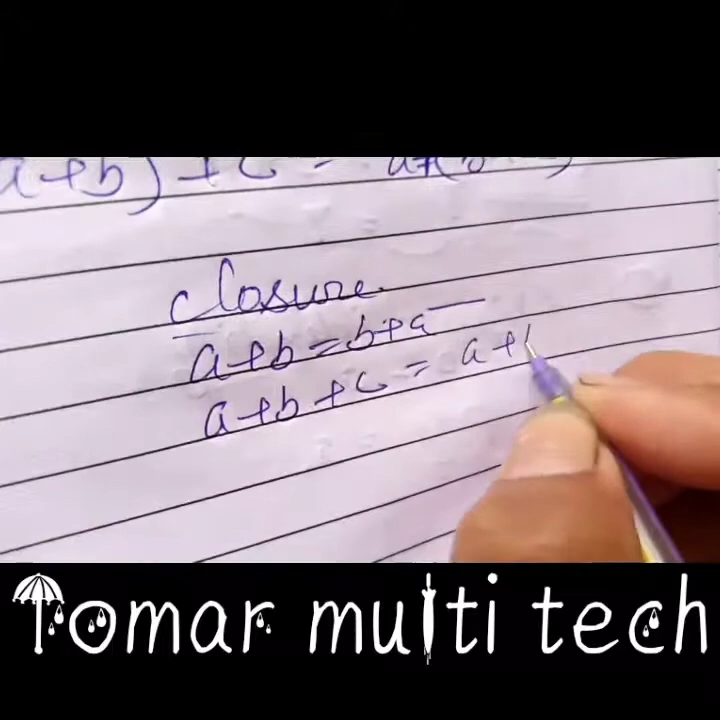 a+b) + C = a+(b
closure
a+b=b+a —
a+b+c = a+b
Tomar multi tech